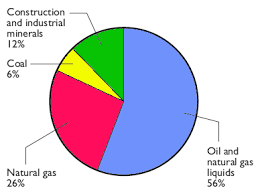 Construction
and industrial
minerals
12%
Coal
6%
Natural gas
26%
Oil and
natural gas
liquids
56%